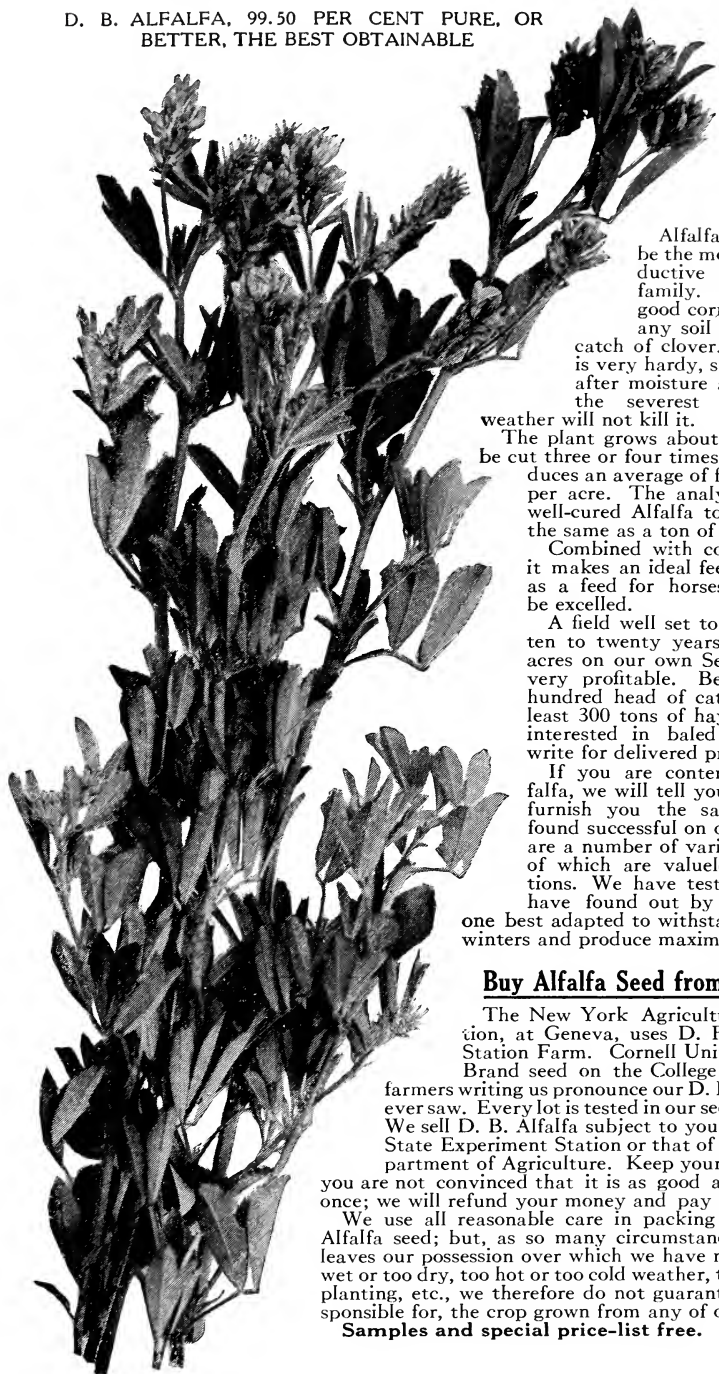 D. B. ALFALFA, 99.50 PER CENT PURE, OR
BETTER, THE BEST OBTAINABLE
Alfalfa
be the mo
ductive
family.
good corn
any soil
catch of clover.
is very hardy, s
after moisture a
the severest
weather will not kill it.
The plant grows about
be cut three or four times
duces an average of f
per acre. The analy
well-cured Alfalfa to
the same as a ton of
Combined with co
it makes an ideal fee
as a feed for horses
be excelled.
A field well set to
ten to twenty years
acres on our own Se
very profitable. Be
hundred head of cat
least 300 tons of hay
interested in baled
write for delivered pr
If you are conter
falfa, we will tell you
furnish you the sa
found successful on o
are a number of vari
of which are valuel
tions. We have test
have found out by
one best adapted to withsta
winters and produce maxim
Buy Alfalfa Seed from
The New York Agricultu
tion, at Geneva, uses D. B
Station Farm. Cornell Uni
Brand seed on the College
farmers writing us pronounce our D. B
ever saw. Every lot is tested in our see
We sell D. B. Alfalfa subject to you
State Experiment Station or that of
partment of Agriculture. Keep your
you are not convinced that it is as good a
once; we will refund your money and pay
We use all reasonable care in packing
Alfalfa seed; but, as so many circumstanc
leaves our possession over which we have n
wet or too dry, too hot or too cold weather, t
planting, etc., we therefore do not guarant
sponsible for, the crop grown from any of o
Samples and special price-list free.